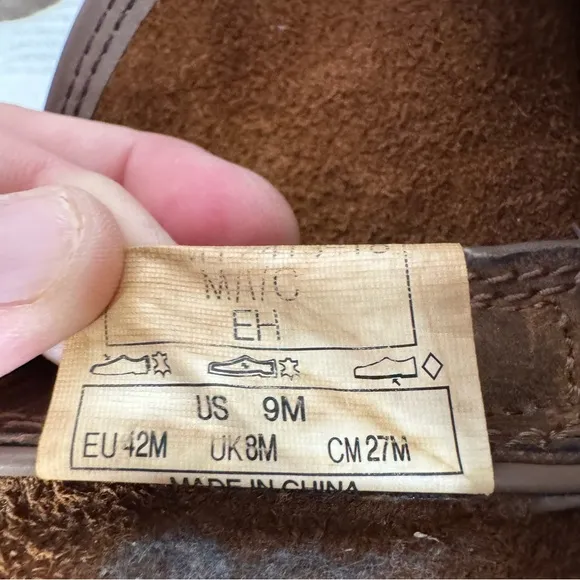 EH
US 9M
EU 42M UK 8M CM 27M
MADE IN CHINA